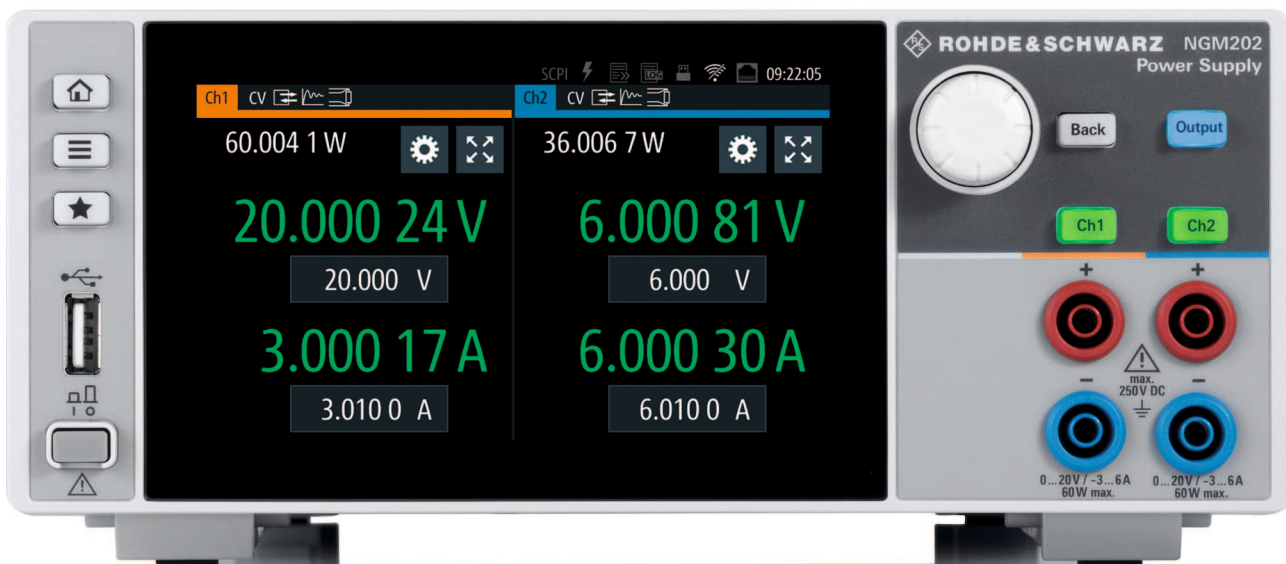 SCPI LOG 09:22:05
Ch1 CV
60.004 1 W
20.000 24 V
20.000 V
3.000 17 A
3.010 0 A
Ch2 CV
36.006 7 W
6.000 81 V
6.000 V
6.000 30 A
6.010 0 A
ROHDE & SCHWARZ NGM202
Power Supply
Back
Output
Ch1
Ch2
+ +
max.
250 V DC
- -
0...20V / -3...6A
60W max.
0...20V / -3...6A
60W max.
I O